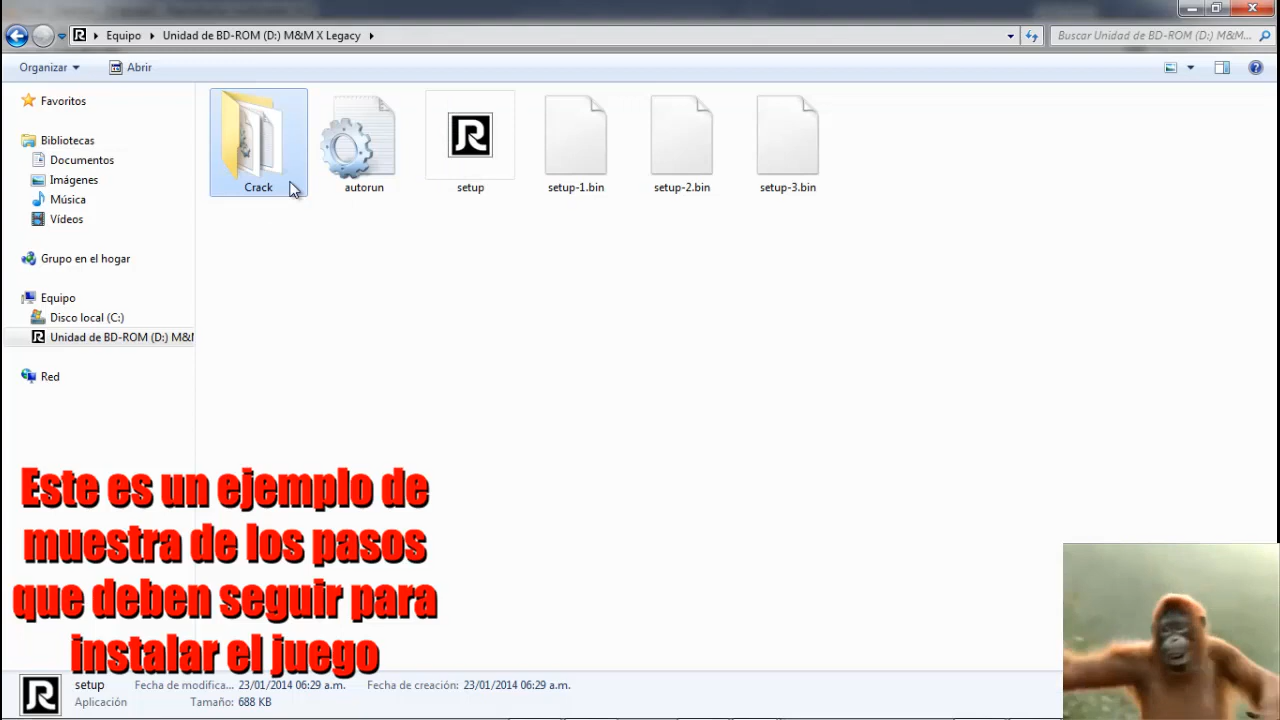 Equipo
Unidad de BD-ROM (D:) M&M X Legacy
Buscar Unidad de BD-ROM (D:) M&M...
Organizar
Abrir
Favoritos
Bibliotecas
Documentos
Imágenes
Música
Vídeos
Grupo en el hogar
Equipo
Disco local (C:)
Unidad de BD-ROM (D:) M&M
Red
Crack
autorun
R
setup
setup-1.bin
setup-2.bin
setup-3.bin
Este es un ejemplo de
muestra de los pasos
que deben seguir para
instalar el juego
R
setup
Fecha de modifica... 23/01/2014 06:29 a.m.
Fecha de creación: 23/01/2014 06:29 a.m.
Aplicación
Tamaño: 688 KB